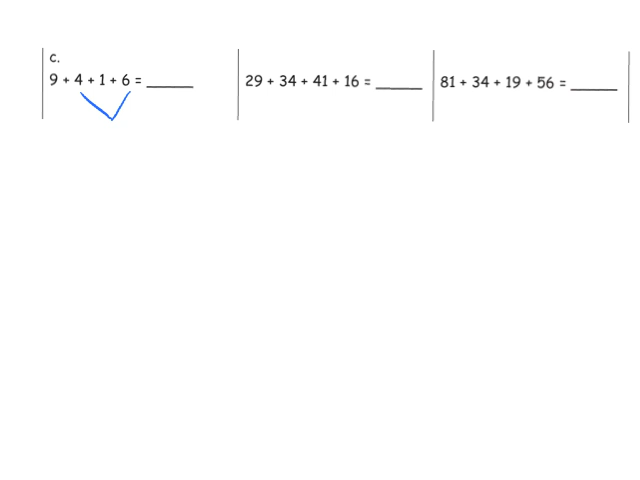 c.
9 + 4 + 1 + 6 = ______
29 + 34 + 41 + 16 = ______
81 + 34 + 19 + 56 = ______